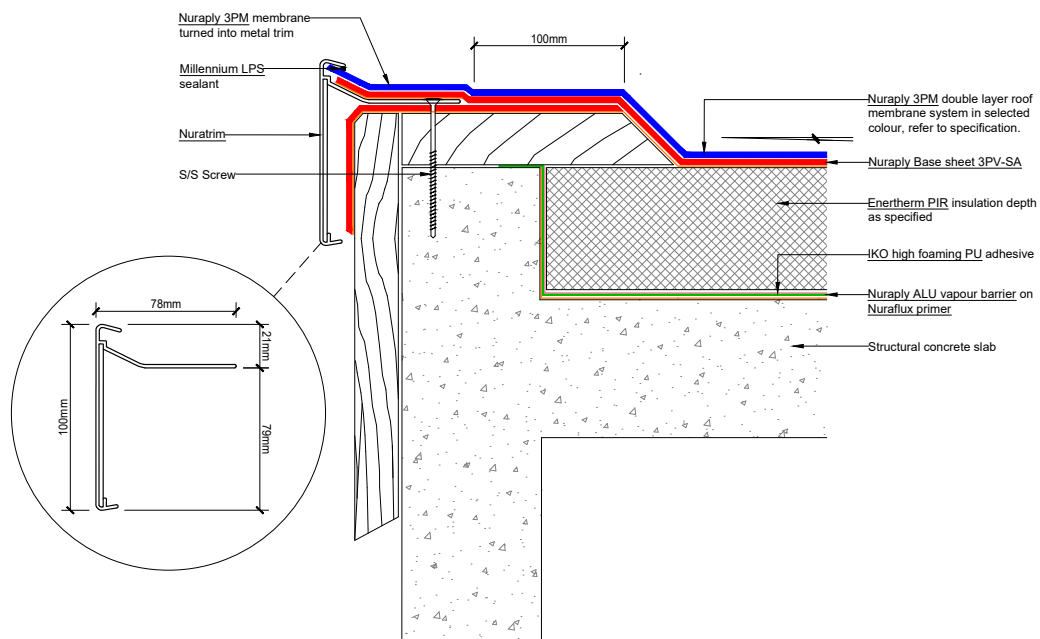 Nuraply 3PM membrane
turned into metal trim
Millennium LPS
sealant
Nuratrim
S/S Screw
100mm
Nuraply 3PM double layer roof
membrane system in selected
colour, refer to specification.
Nuraply Base sheet 3PV-SA
Enertherm PIR insulation depth
as specified
IKO high foaming PU adhesive
Nuraply ALU vapour barrier on
Nuraflux primer
Structural concrete slab
78mm
21mm
100mm
79mm